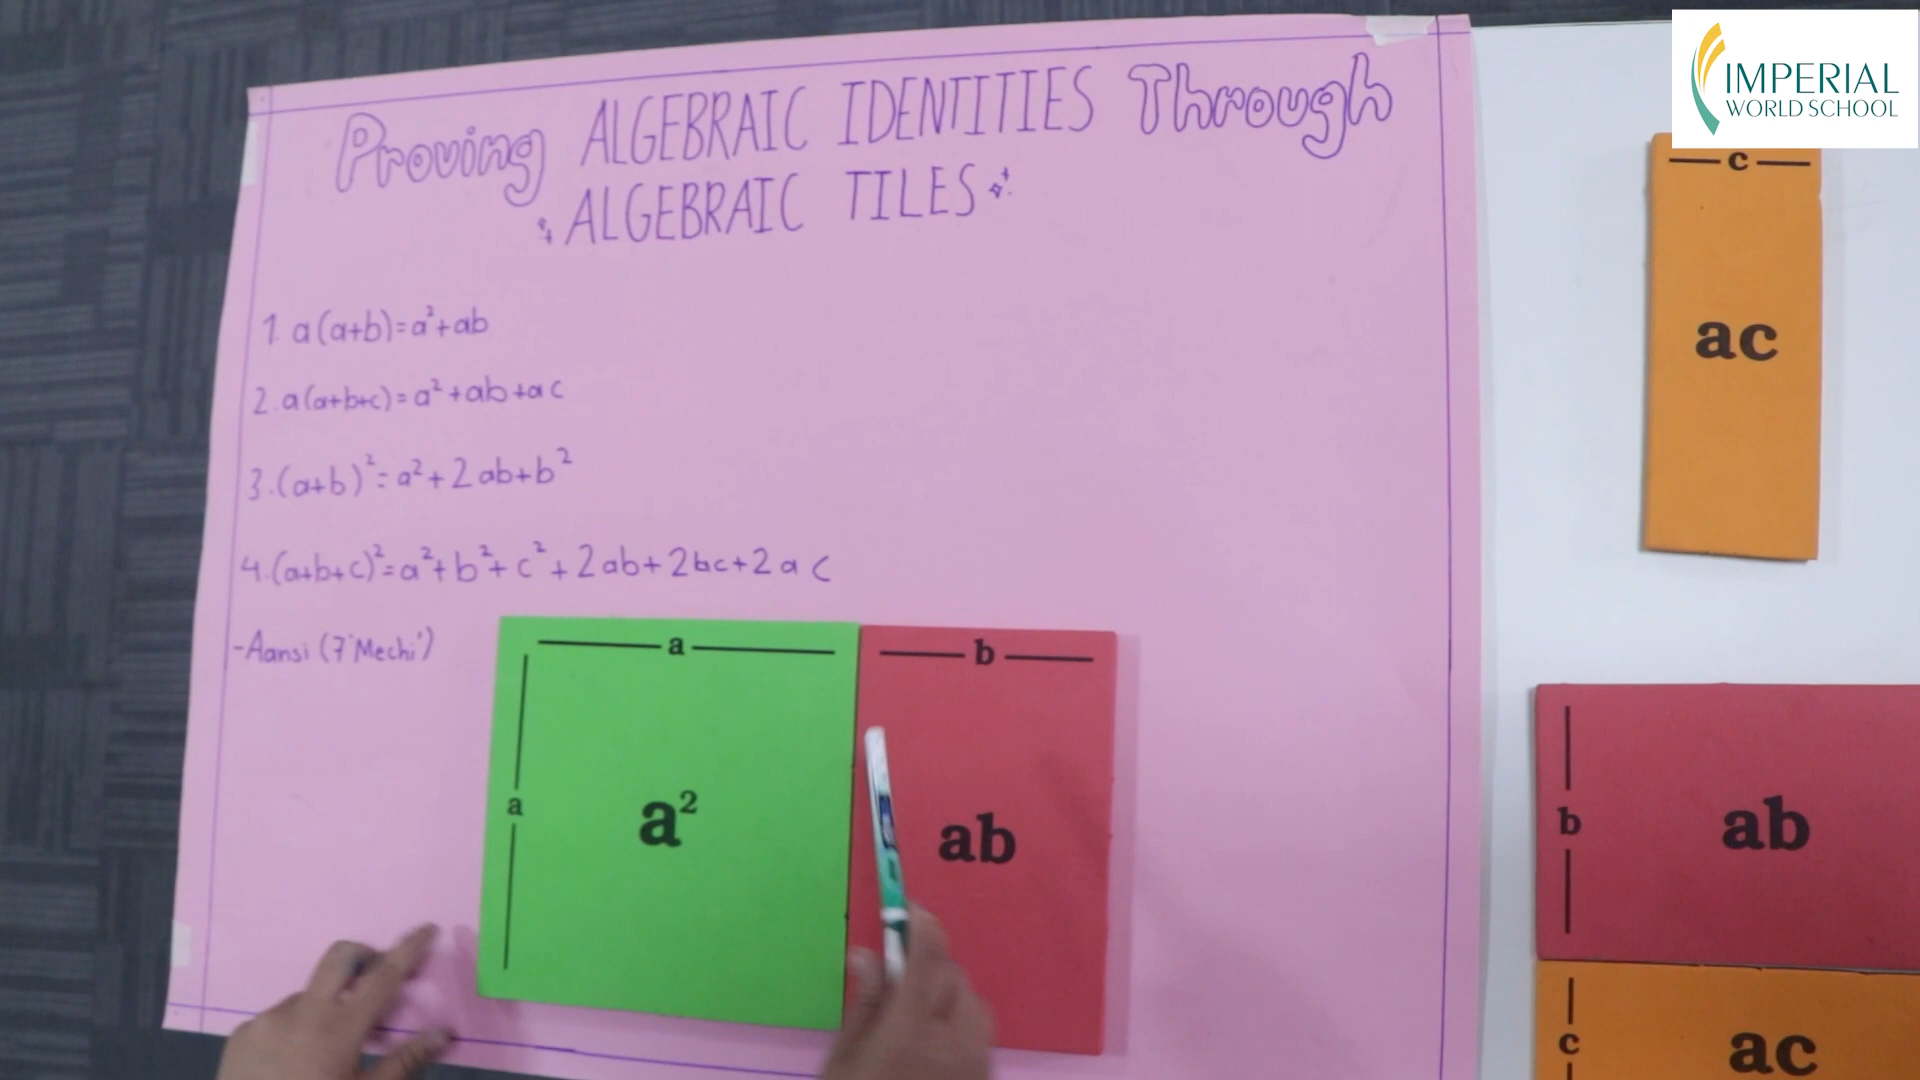 IMPERIAL
WORLD SCHOOL
Proving ALGEBRAIC IDENTITIES Through
ALGEBRAIC TILES
1. a(a+b)=a²+ab
2. a(a+b+c)=a²+ab+ac
3. (a+b)²=a²+2ab+b²
4. (a+b+c)²=a²+b²+c²+2ab+2bc+2ac
-Aansi (7 'Mechi')
a
a
a²
b
ab
c
ac
b
ab
c
ac